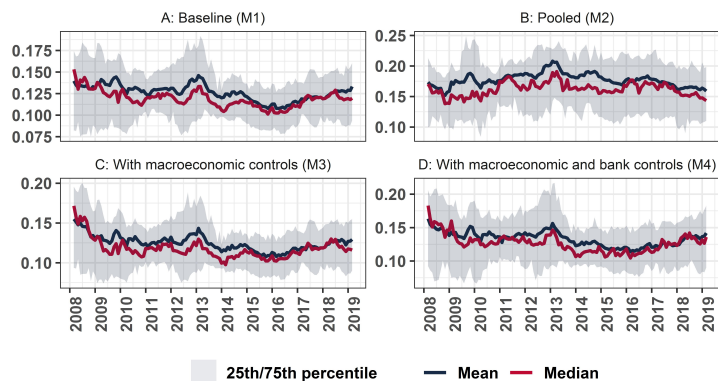 A: Baseline (M1)
B: Pooled (M2)
0.175
0.150
0.125
0.100
0.075
0.25
0.20
0.15
0.10
C: With macroeconomic controls (M3)
D: With macroeconomic and bank controls (M4)
0.20
0.15
0.10
0.20
0.15
0.10
2008 2009 2010 2011 2012 2013 2014 2015 2016 2017 2018 2019
2008 2009 2010 2011 2012 2013 2014 2015 2016 2017 2018 2019
25th/75th percentile Mean Median